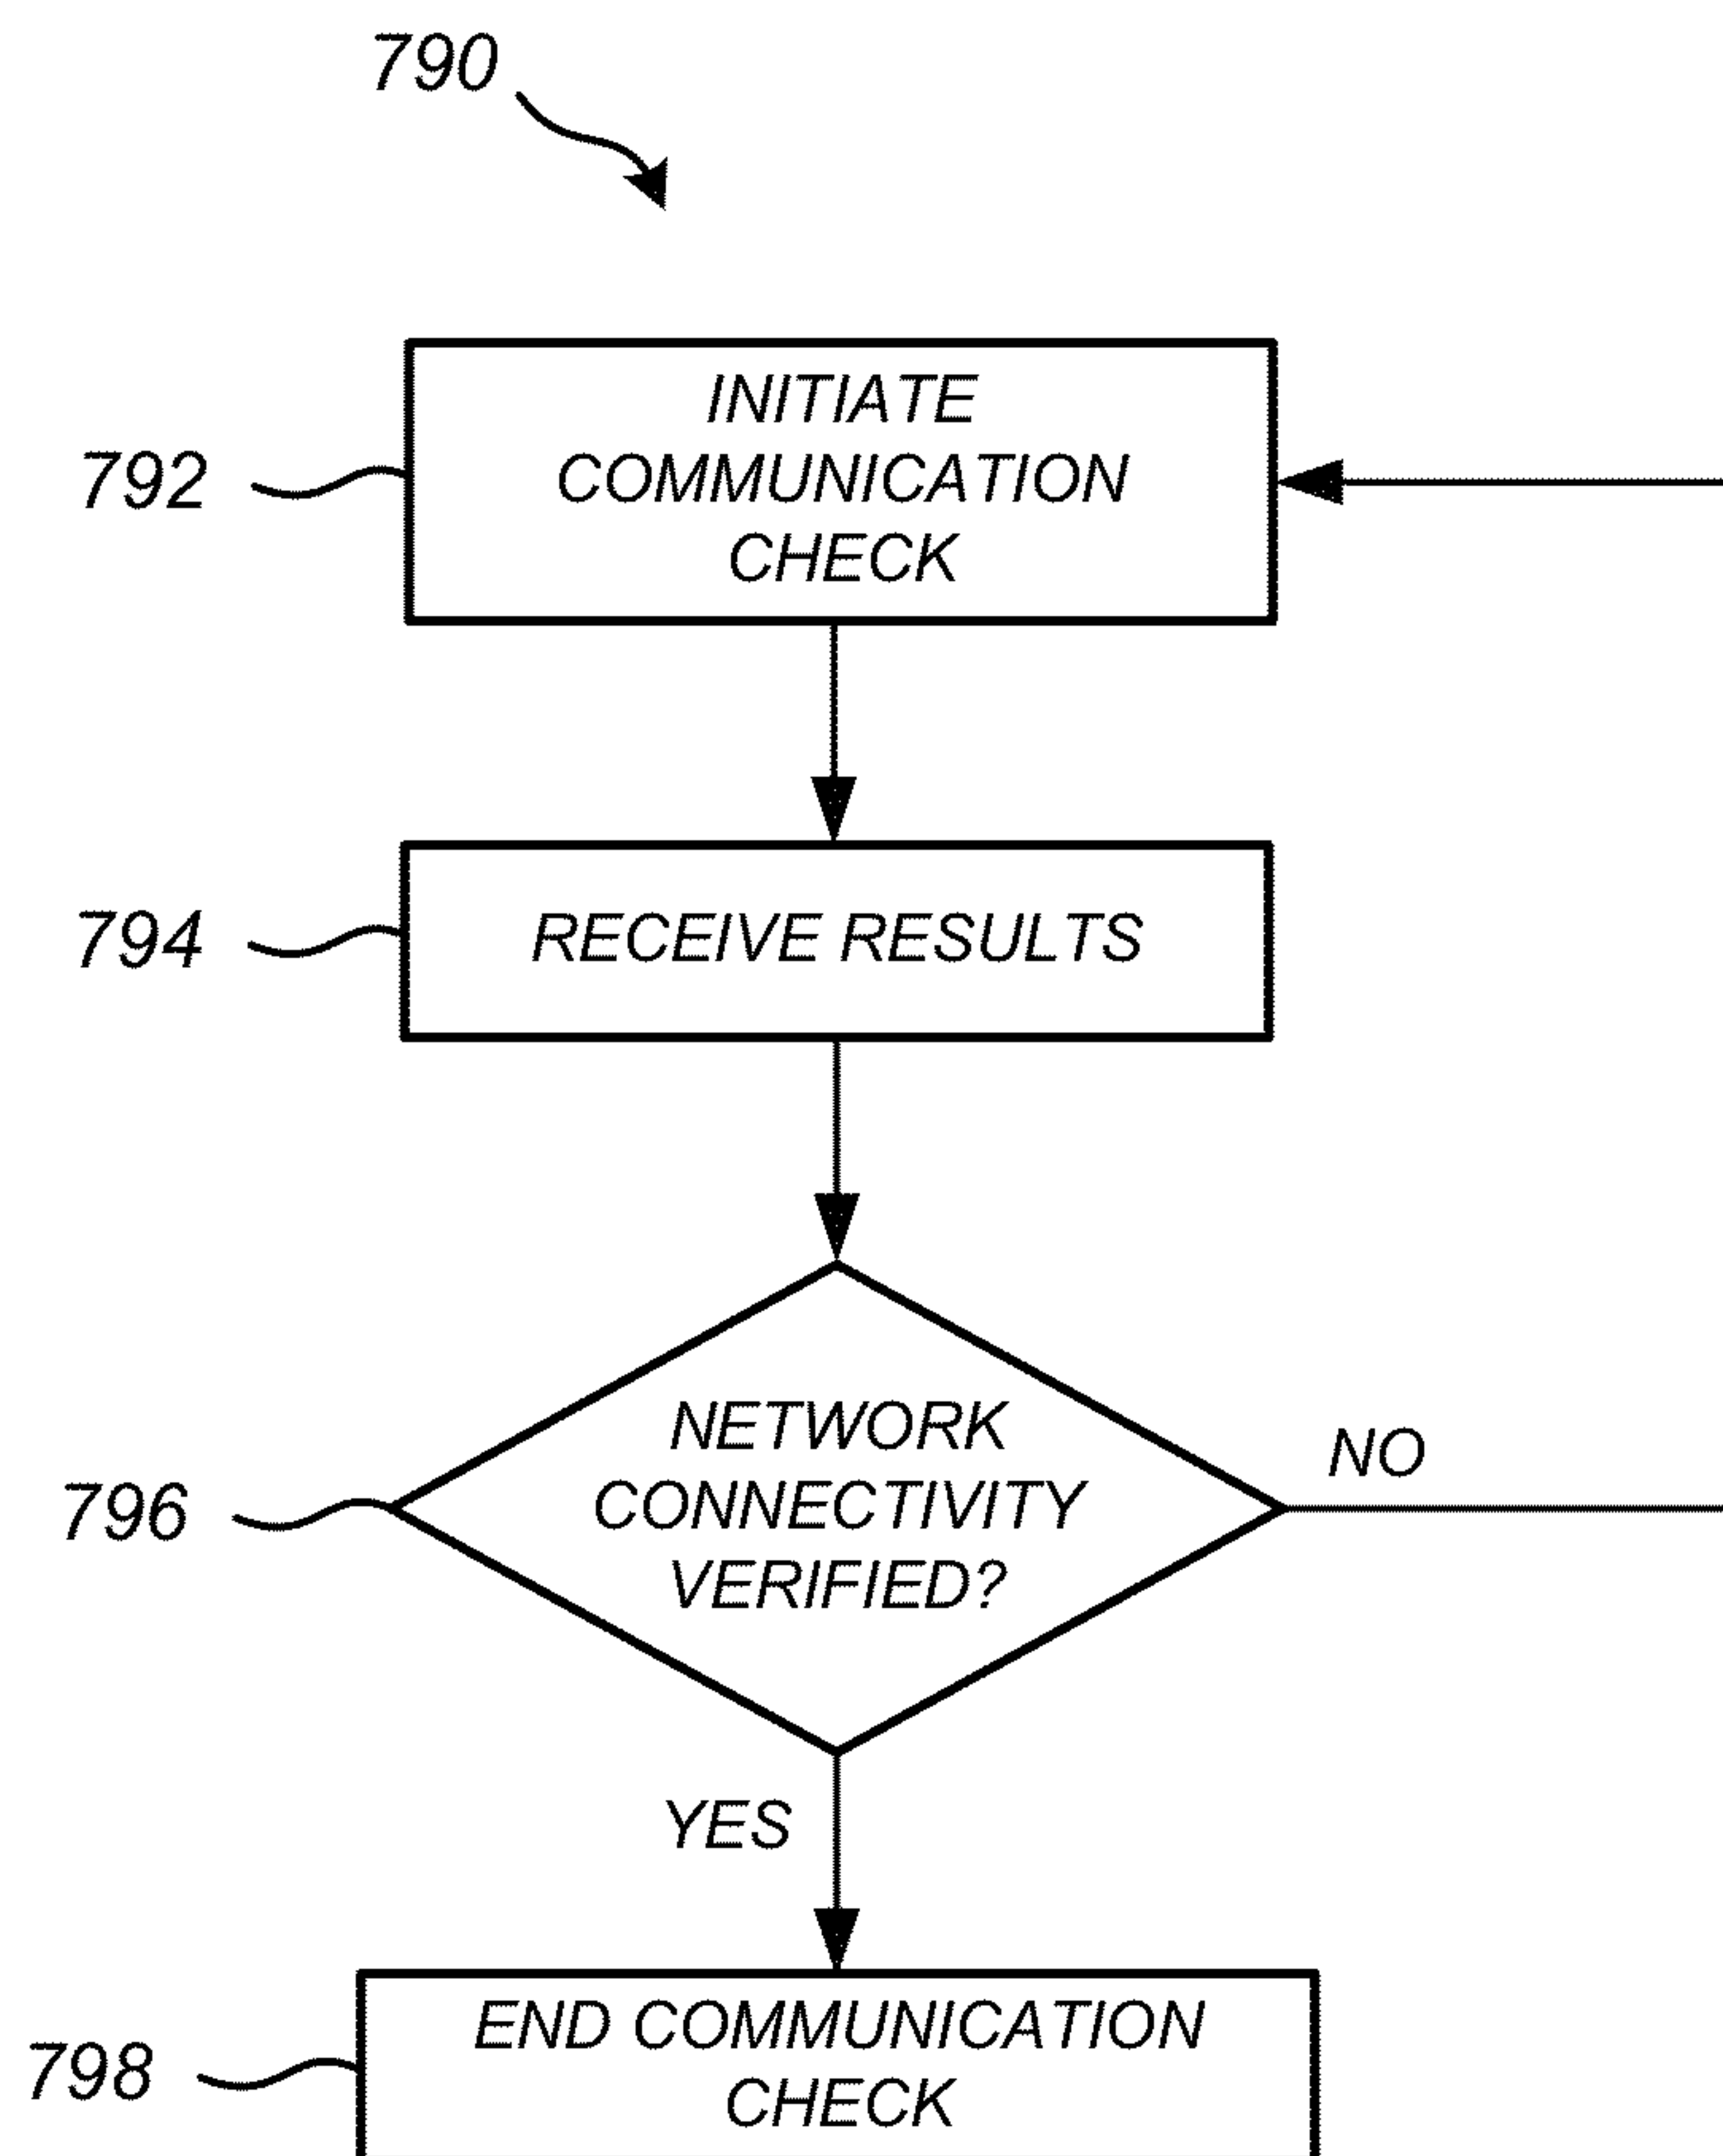 790
INITIATE
COMMUNICATION
CHECK
792
RECEIVE RESULTS
794
NETWORK
CONNECTIVITY
VERIFIED?
796
NO
YES
END COMMUNICATION
CHECK
798